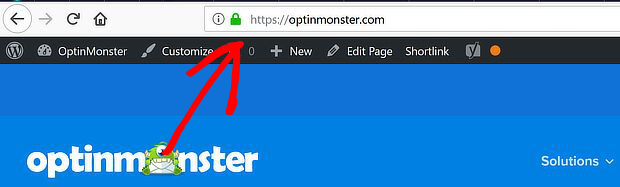 https://optinmonster.com
OptinMonster Customize 0 New Edit Page Shortlink
optinmonster
Solutions